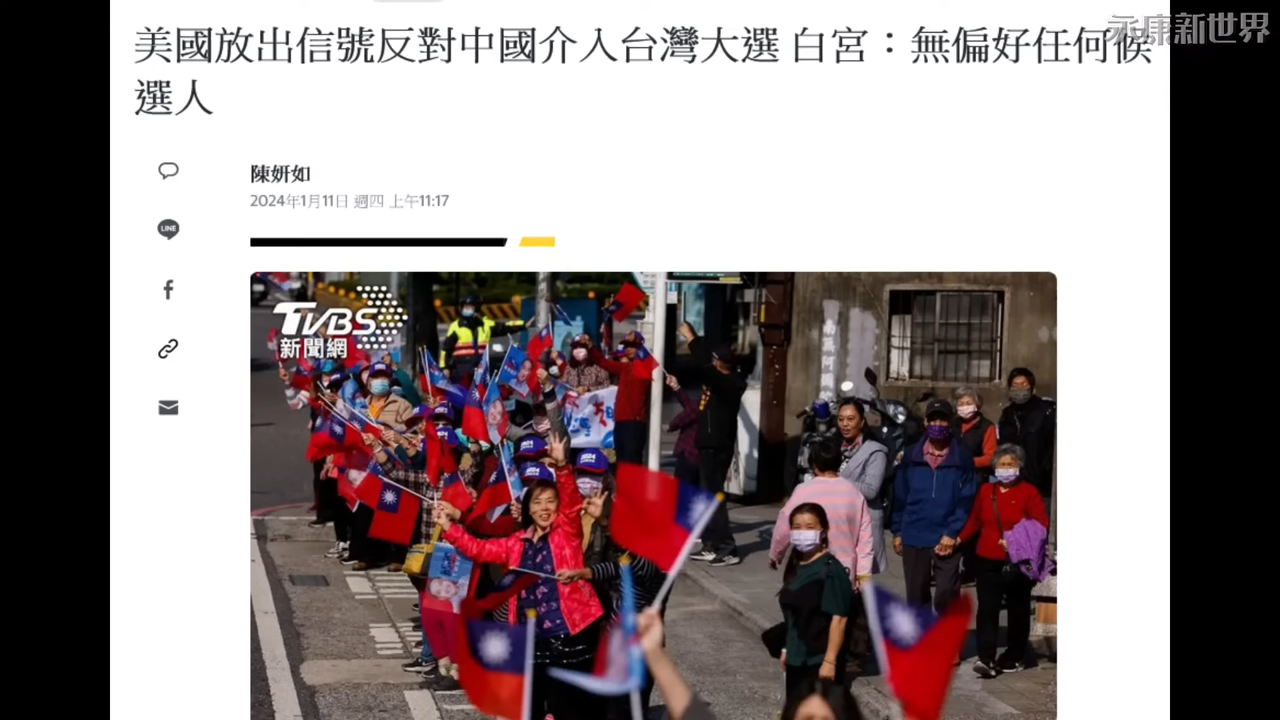 永康新世界
美國放出信號反對中國介入台灣大選 白宮：無偏好任何候
選人
陳妍如
2024年1月11日 週四 上午11:17
LINE
TVBS
新聞網